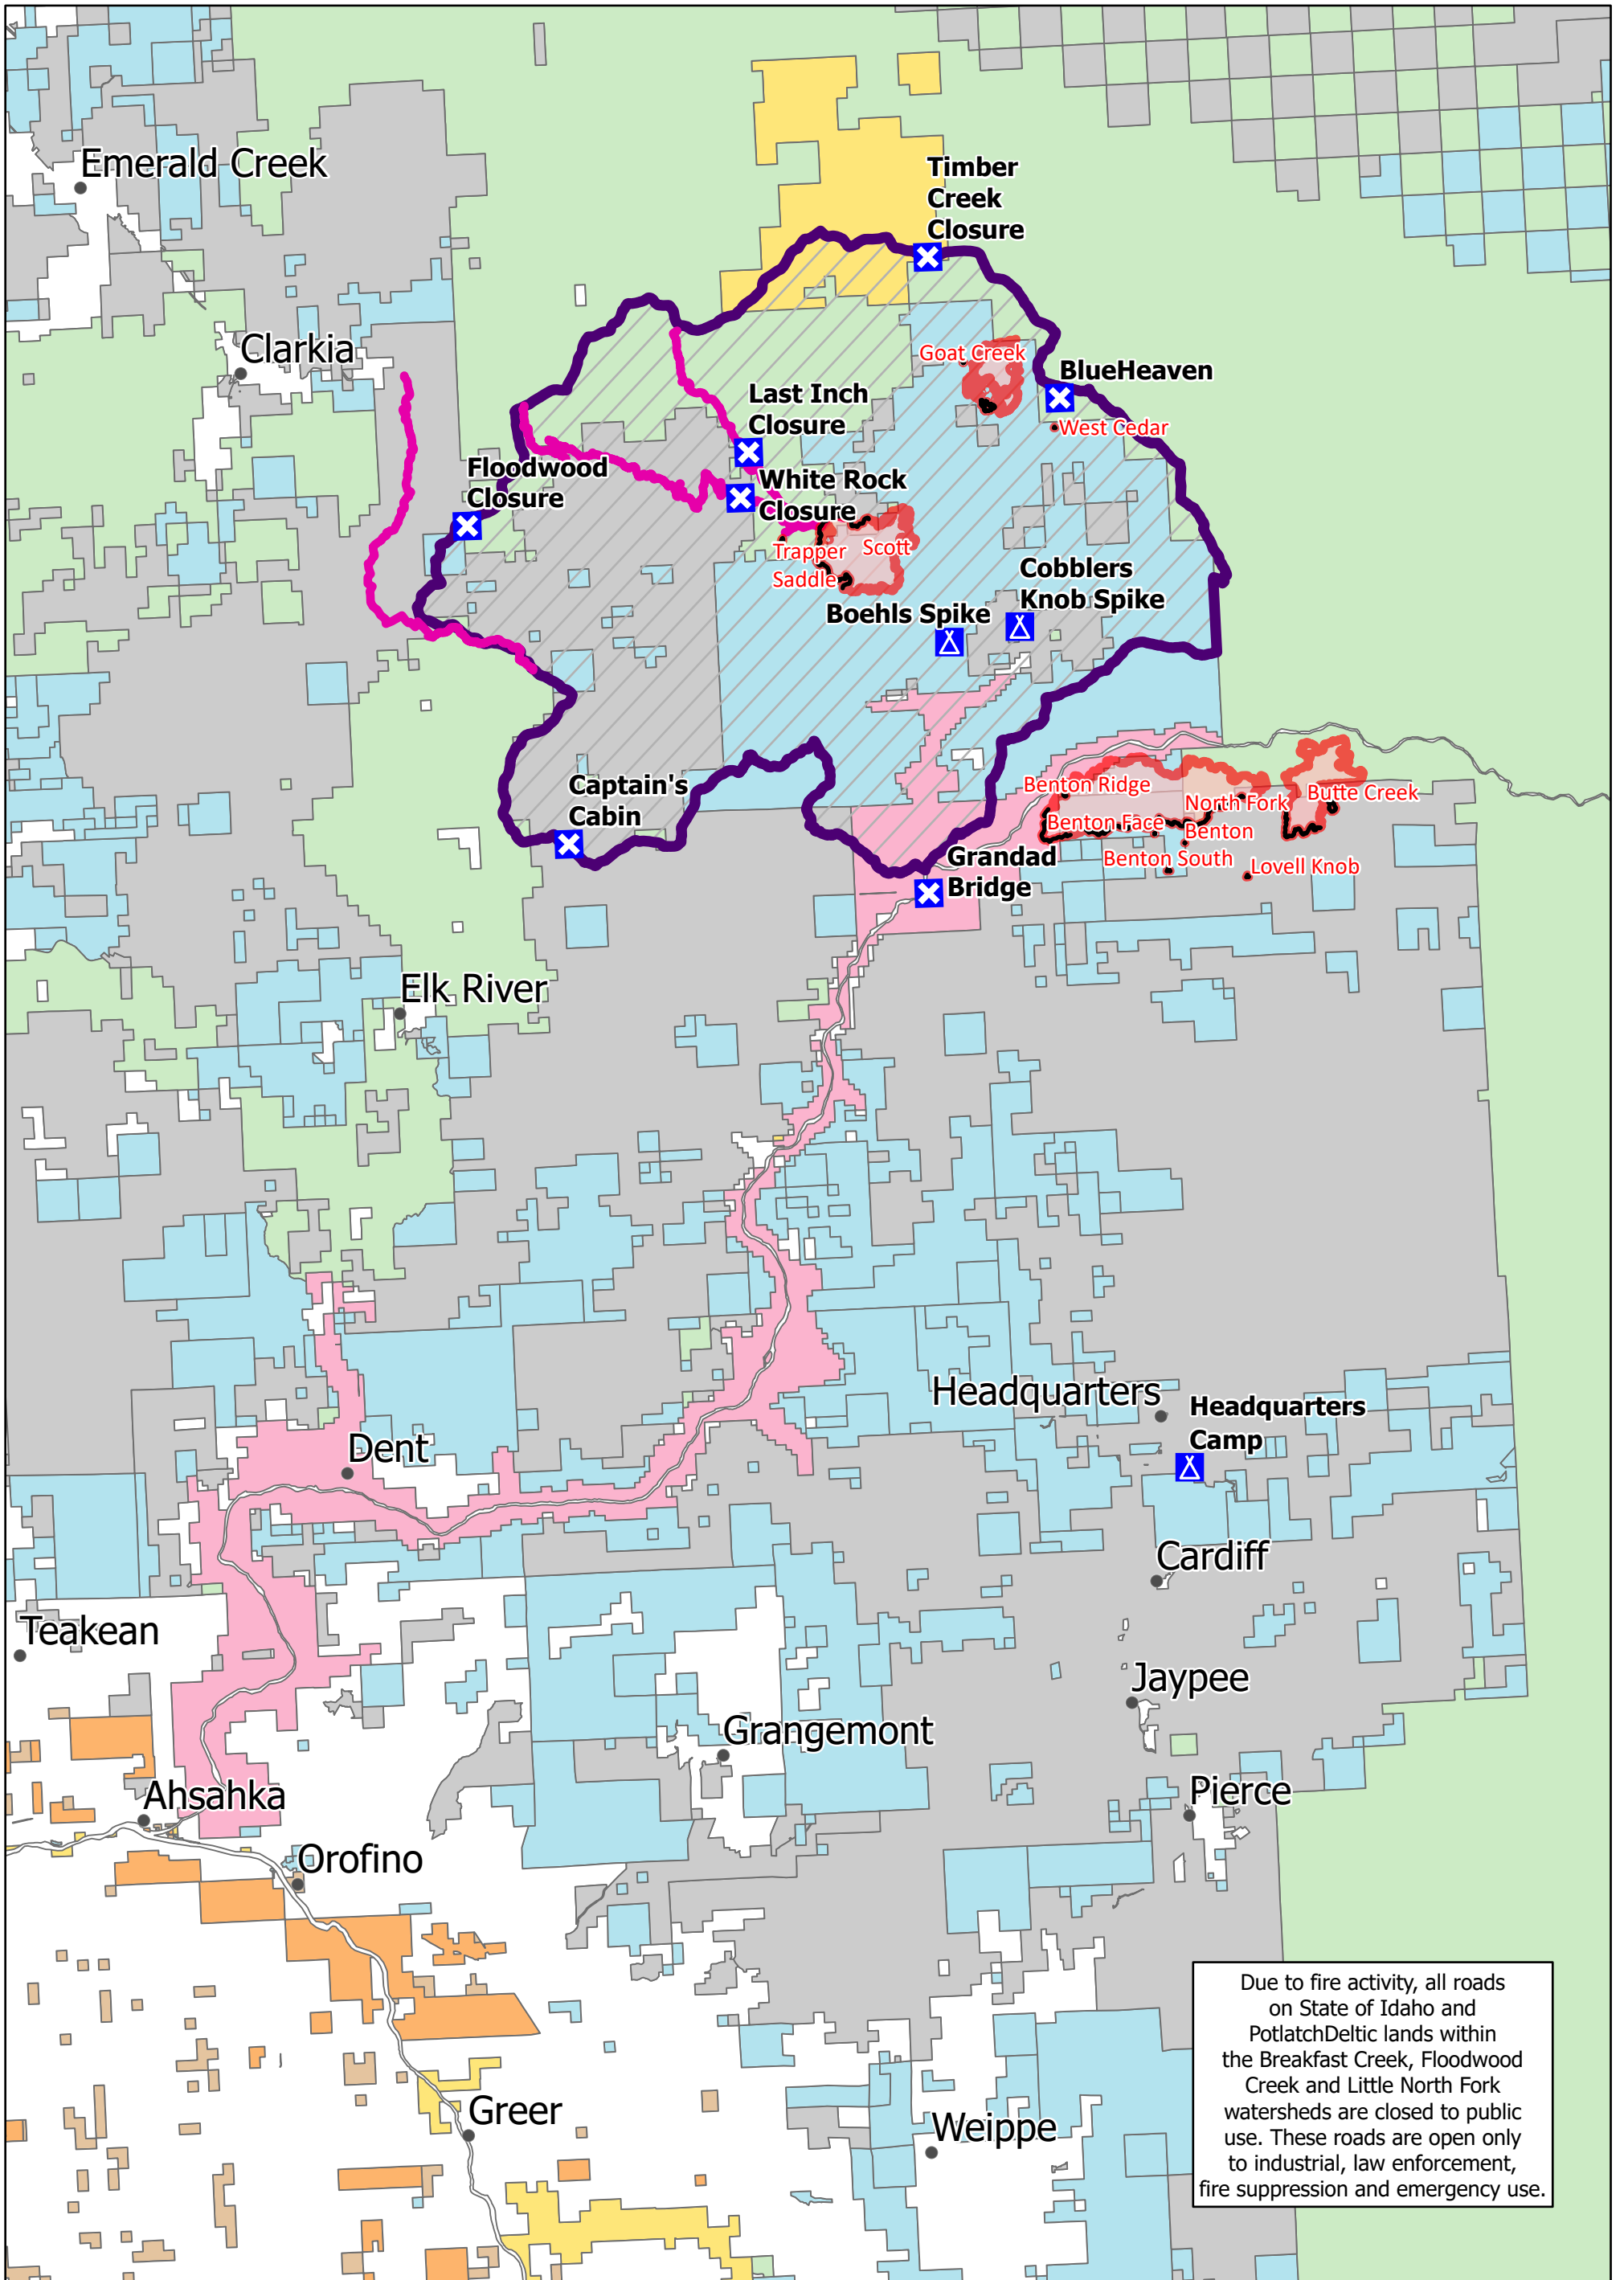 Emerald Creek
Timber
Creek
Closure
Clarkia
Goat Creek
BlueHeaven
Last Inch
Closure
West Cedar
Floodwood
Closure
White Rock
Closure
Trapper
Saddle
Scott
Cobblers
Knob Spike
Boehls Spike
Captain's
Cabin
Benton Ridge
North Fork
Butte Creek
Benton Face
Benton
Benton South
Lovell Knob
Grandad
Bridge
Elk River
Headquarters
Headquarters
Camp
Dent
Cardiff
Teakean
Jaypee
Grangemont
Pierce
Ahsahka
Orofino
Greer
Weippe
Due to fire activity, all roads
on State of Idaho and
PotlatchDeltic lands within
the Breakfast Creek, Floodwood
Creek and Little North Fork
watersheds are closed to public
use. These roads are open only
to industrial, law enforcement,
fire suppression and emergency use.